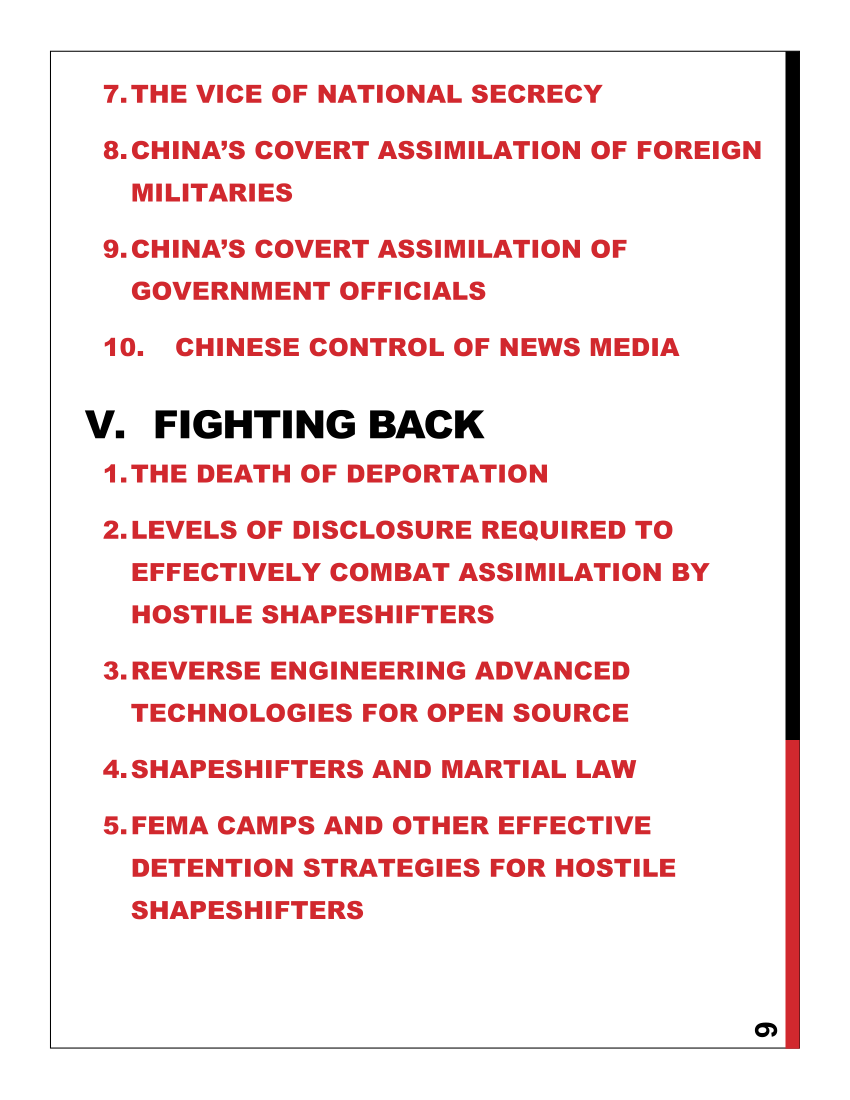 7. THE VICE OF NATIONAL SECRECY
8. CHINA’S COVERT ASSIMILATION OF FOREIGN
MILITARIES
9. CHINA’S COVERT ASSIMILATION OF
GOVERNMENT OFFICIALS
10. CHINESE CONTROL OF NEWS MEDIA
V. FIGHTING BACK
1. THE DEATH OF DEPORTATION
2. LEVELS OF DISCLOSURE REQUIRED TO
EFFECTIVELY COMBAT ASSIMILATION BY
HOSTILE SHAPESHIFTERS
3. REVERSE ENGINEERING ADVANCED
TECHNOLOGIES FOR OPEN SOURCE
4. SHAPESHIFTERS AND MARTIAL LAW
5. FEMA CAMPS AND OTHER EFFECTIVE
DETENTION STRATEGIES FOR HOSTILE
SHAPESHIFTERS
9